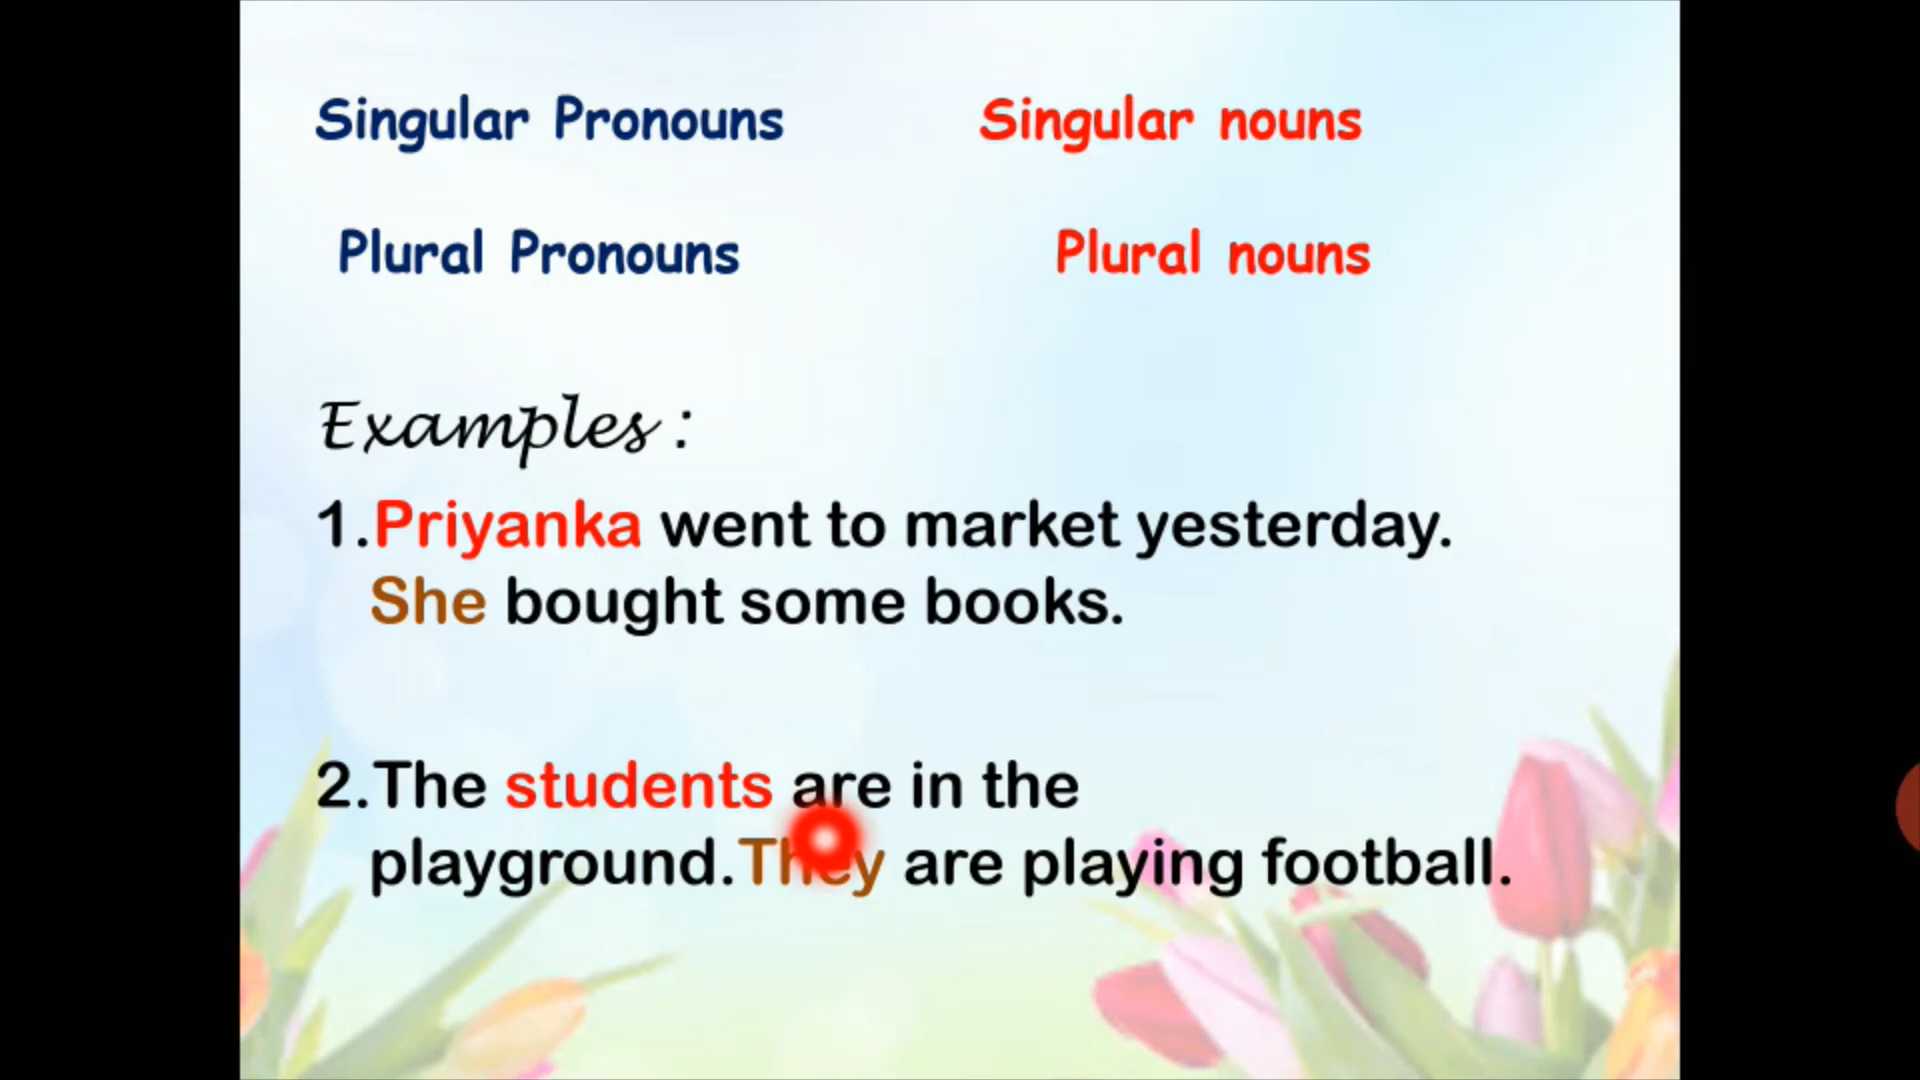 Singular Pronouns Singular nouns
Plural Pronouns Plural nouns
Examples :
1.Priyanka went to market yesterday.
She bought some books.
2.The students are in the
playground.They are playing football.